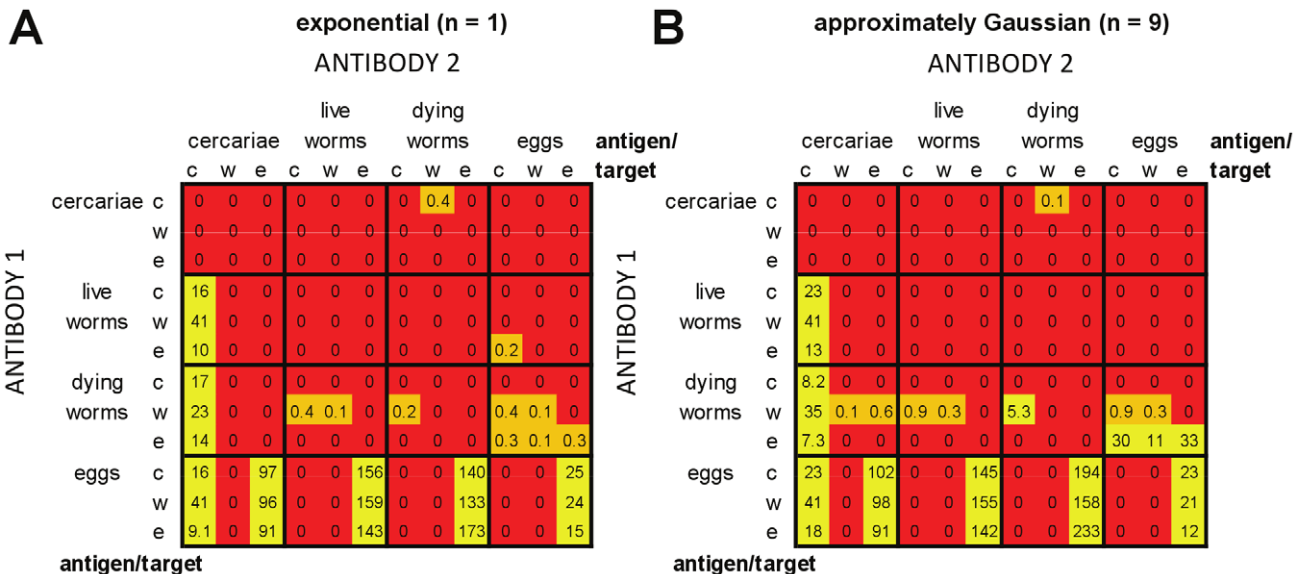 A exponential (n = 1)
ANTIBODY 2
live dying
cercariae worms worms eggs antigen/
c w e c w e c w e c w e target
cercariae c 0 0 0 0 0 0 0 0.4 0 0 0 0
w 0 0 0 0 0 0 0 0 0 0 0 0
e 0 0 0 0 0 0 0 0 0 0 0 0
live c 16 0 0 0 0 0 0 0 0 0 0 0
worms w 41 0 0 0 0 0 0 0 0 0 0 0
e 10 0 0 0 0 0 0 0 0 0.2 0 0
dying c 17 0 0 0 0 0 0 0 0 0 0 0
worms w 23 0 0 0.4 0.1 0 0.2 0 0 0.4 0.1 0
e 14 0 0 0 0 0 0 0 0 0.3 0.1 0.3
eggs c 16 0 97 0 0 156 0 0 140 0 0 25
w 41 0 96 0 0 159 0 0 133 0 0 24
e 9.1 0 91 0 0 143 0 0 173 0 0 15
ANTIBODY 1
antigen/target
B approximately Gaussian (n = 9)
ANTIBODY 2
live dying
cercariae worms worms eggs antigen/
c w e c w e c w e c w e target
cercariae c 0 0 0 0 0 0 0 0.1 0 0 0 0
w 0 0 0 0 0 0 0 0 0 0 0 0
e 0 0 0 0 0 0 0 0 0 0 0 0
live c 23 0 0 0 0 0 0 0 0 0 0 0
worms w 41 0 0 0 0 0 0 0 0 0 0 0
e 13 0 0 0 0 0 0 0 0 0 0 0
dying c 8.2 0 0 0 0 0 0 0 0 0 0 0
worms w 35 0.1 0.6 0.9 0.3 0 5.3 0 0 0.9 0.3 0
e 7.3 0 0 0 0 0 0 0 0 30 11 33
eggs c 23 0 102 0 0 145 0 0 194 0 0 23
w 41 0 98 0 0 155 0 0 158 0 0 21
e 18 0 91 0 0 142 0 0 233 0 0 12
ANTIBODY 1
antigen/target